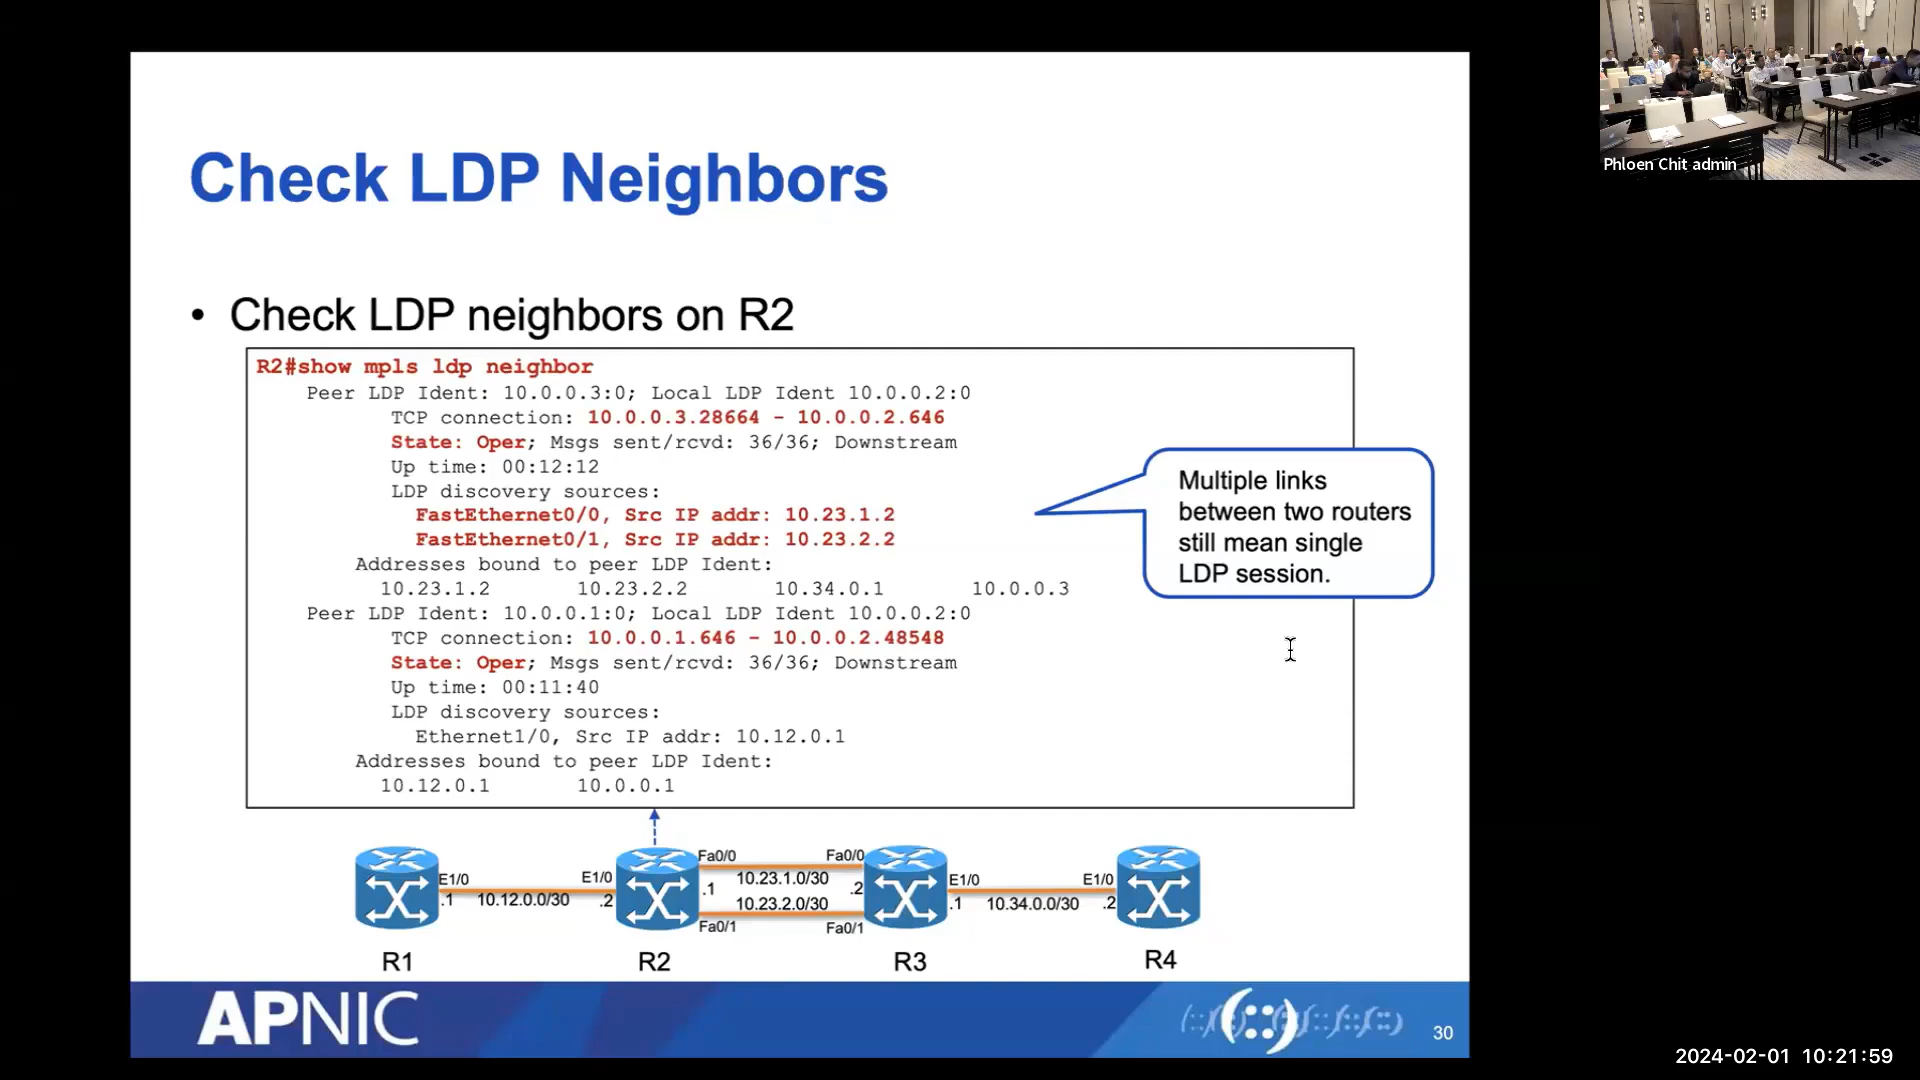 Check LDP Neighbors
• Check LDP neighbors on R2
R2#show mpls ldp neighbor
Peer LDP Ident: 10.0.0.3:0; Local LDP Ident 10.0.0.2:0
TCP connection: 10.0.0.3.28664 - 10.0.0.2.646
State: Oper; Msgs sent/rcvd: 36/36; Downstream
Up time: 00:12:12
LDP discovery sources:
FastEthernet0/0, Src IP addr: 10.23.1.2
FastEthernet0/1, Src IP addr: 10.23.2.2
Addresses bound to peer LDP Ident:
10.23.1.2 10.23.2.2 10.34.0.1 10.0.0.3
Peer LDP Ident: 10.0.0.1:0; Local LDP Ident 10.0.0.2:0
TCP connection: 10.0.0.1.646 - 10.0.0.2.48548
State: Oper; Msgs sent/rcvd: 36/36; Downstream
Up time: 00:11:40
LDP discovery sources:
Ethernet1/0, Src IP addr: 10.12.0.1
Addresses bound to peer LDP Ident:
10.12.0.1 10.0.0.1
Multiple links
between two routers
still mean single
LDP session.
Fa0/0 Fa0/0
E1/0 E1/0 10.23.1.0/30 E1/0 E1/0
.1 10.12.0.0/30 .2 .1 10.23.2.0/30 .2 .1 10.34.0.0/30 .2
Fa0/1 Fa0/1
R1 R2 R3 R4
APNIC
30
Phloen Chit admin
2024-02-01 10:21:59